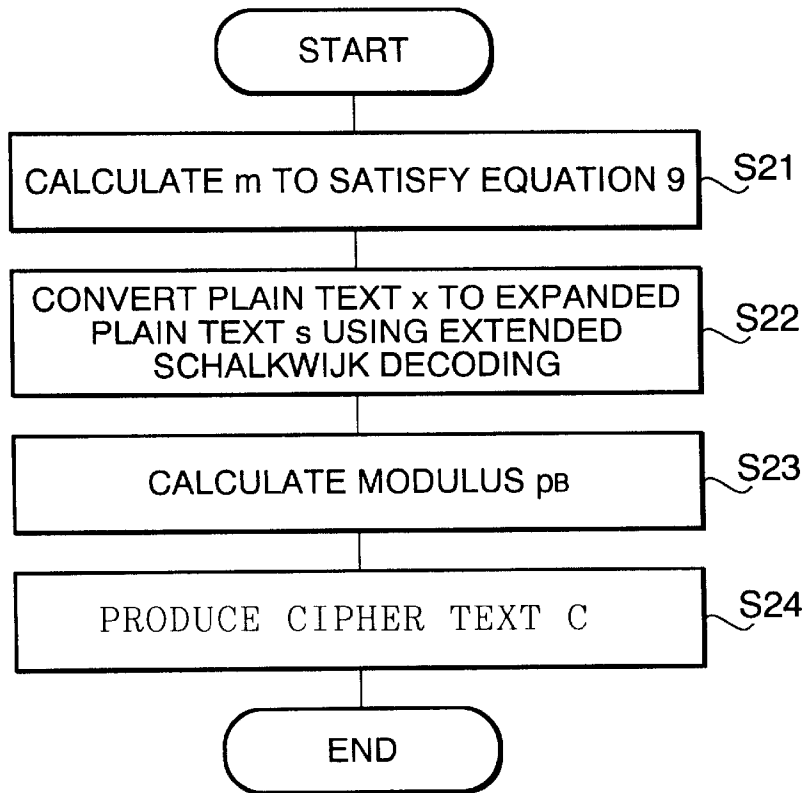 START
CALCULATE m TO SATISFY EQUATION 9
S21
CONVERT PLAIN TEXT x TO EXPANDED
PLAIN TEXT s USING EXTENDED
SCHALKWIJK DECODING
S22
CALCULATE MODULUS pB
S23
PRODUCE CIPHER TEXT C
S24
END